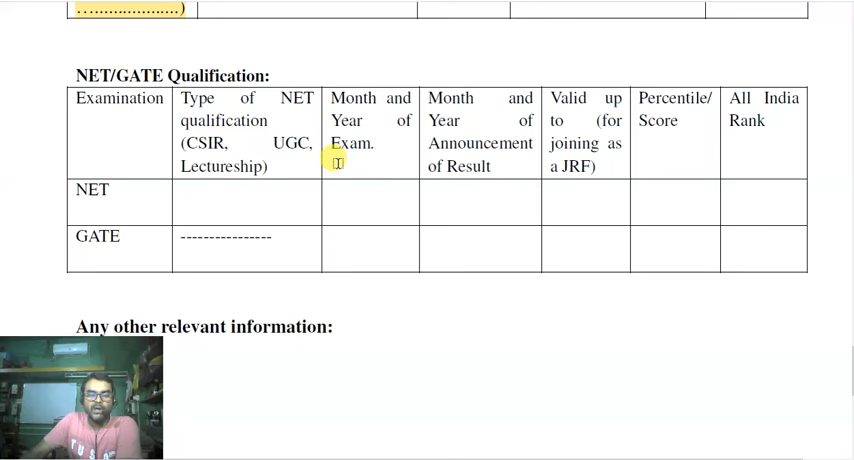 ….………………)
NET/GATE Qualification:
Examination
Type of NET
qualification
(CSIR, UGC,
Lectureship)
Month and
Year of
Exam.
Month and
Year of
Announcement
of Result
Valid up
to (for
joining as
a JRF)
Percentile/
Score
All India
Rank
NET
GATE
----------------
Any other relevant information:
TUSO